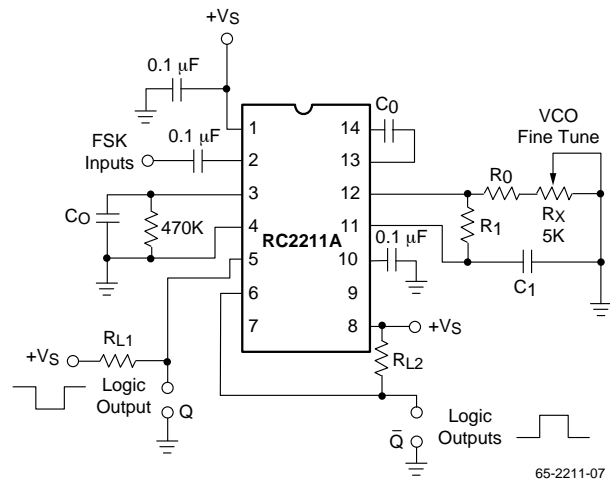 +VS
0.1 µF
0.1 µF
FSK
Inputs
CO
470K
1
2
3
4
5
6
7
RC2211A
14
13
12
11
10
9
8
C0
VCO
Fine Tune
R0
RX
5K
R1
C1
0.1 µF
+VS
RL2
+VS
RL1
Logic
Output
Q
Q̄
Logic
Outputs
65-2211-07